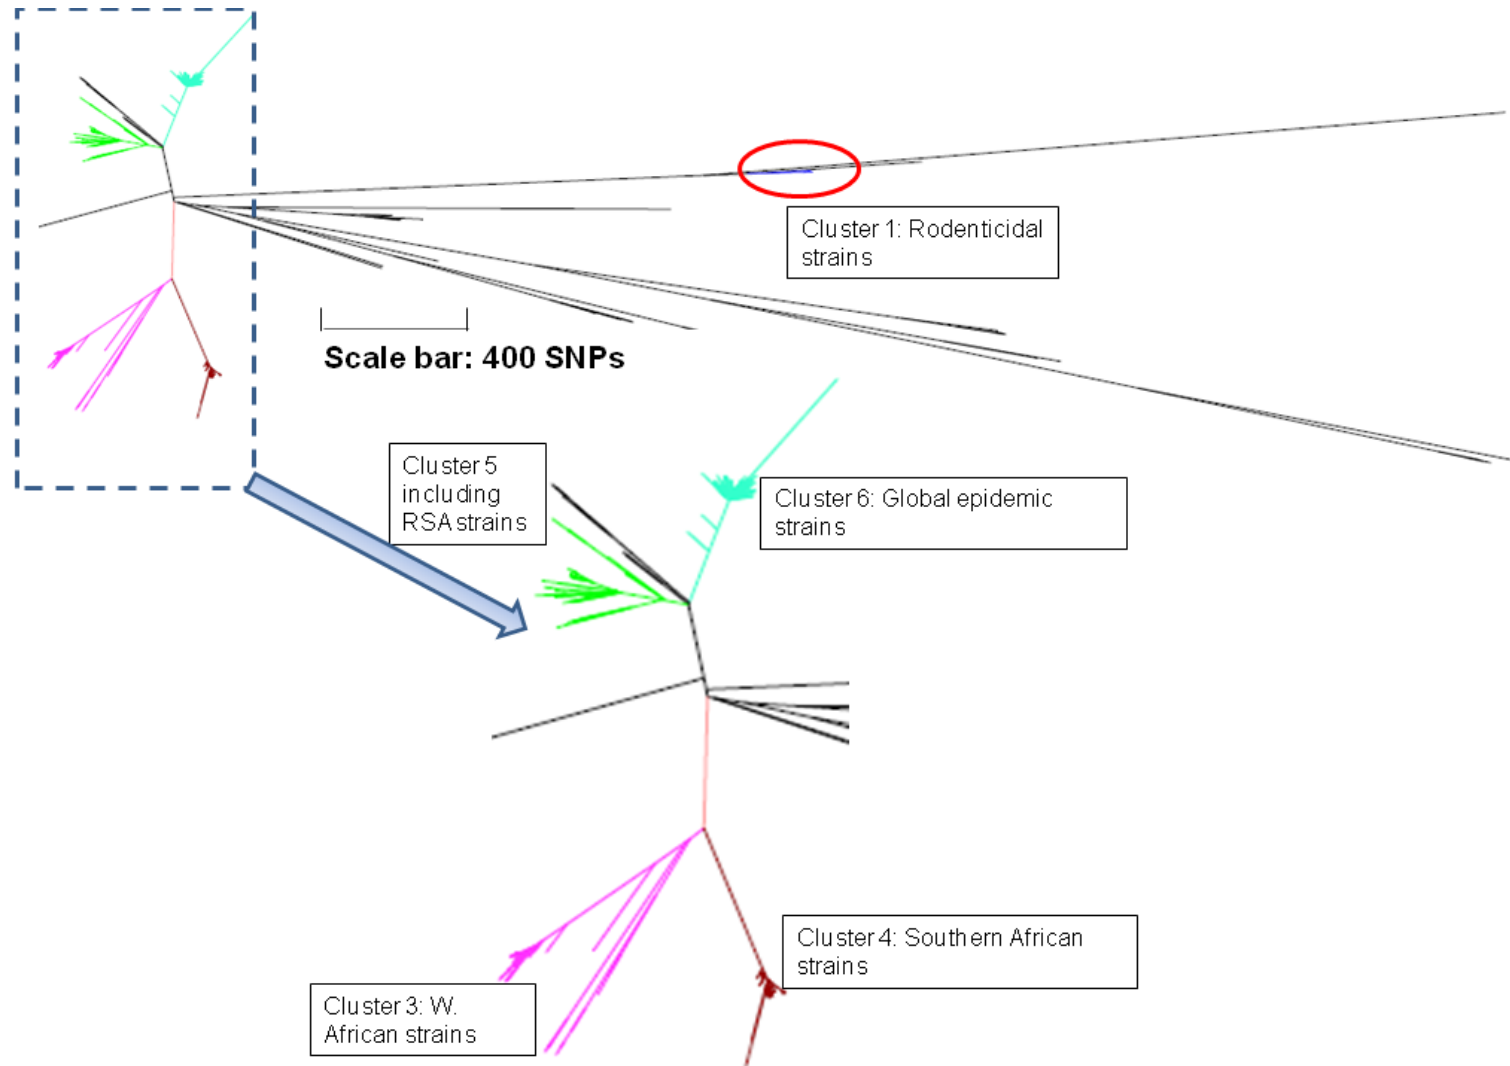 Cluster 1: Rodenticidal
strains
Scale bar: 400 SNPs
Cluster 5
including
RSA strains
Cluster 6: Global epidemic
strains
Cluster 4: Southern African
strains
Cluster 3: W.
African strains